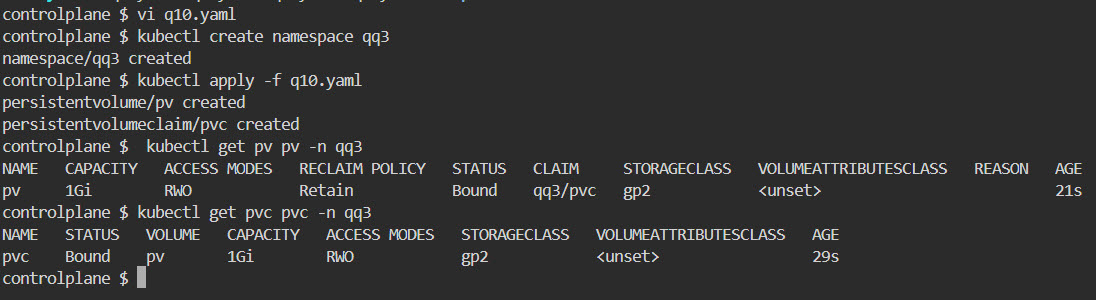 controlplane $ vi q10.yaml
controlplane $ kubectl create namespace qq3
namespace/qq3 created
controlplane $ kubectl apply -f q10.yaml
persistentvolume/pv created
persistentvolumeclaim/pvc created
controlplane $  kubectl get pv pv -n qq3
NAME   CAPACITY   ACCESS MODES   RECLAIM POLICY   STATUS   CLAIM     STORAGECLASS   VOLUMEATTRIBUTESCLASS   REASON   AGE
pv     1Gi        RWO            Retain           Bound    qq3/pvc   gp2            <unset>                          21s
controlplane $ kubectl get pvc pvc -n qq3
NAME   STATUS   VOLUME   CAPACITY   ACCESS MODES   STORAGECLASS   VOLUMEATTRIBUTESCLASS   AGE
pvc    Bound    pv       1Gi        RWO            gp2            <unset>                 29s
controlplane $